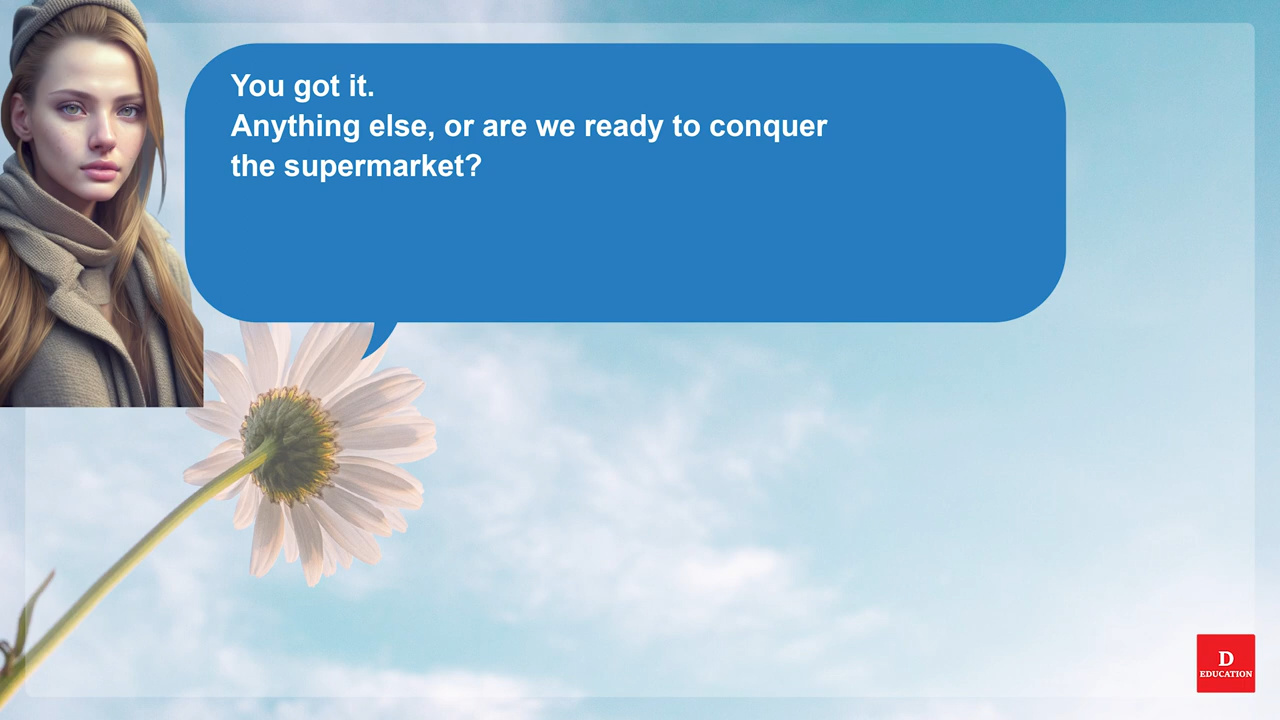 You got it.
Anything else, or are we ready to conquer
the supermarket?
D
EDUCATION